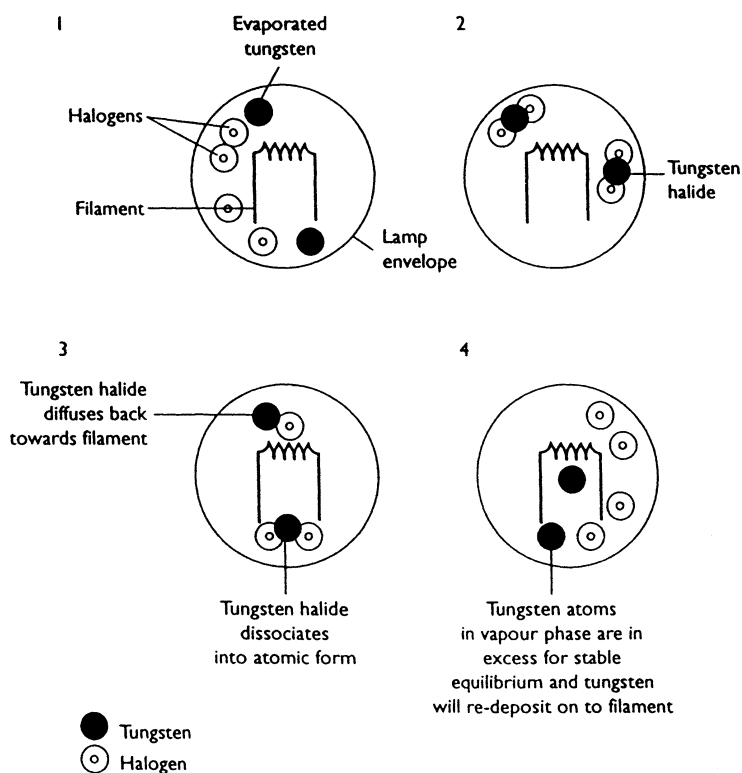 1
Evaporated
tungsten
Halogens
Filament
Lamp
envelope
2
Tungsten
halide
3
Tungsten halide
diffuses back
towards filament
Tungsten halide
dissociates
into atomic form
4
Tungsten atoms
in vapour phase are in
excess for stable
equilibrium and tungsten
will re-deposit on to filament
Tungsten
Halogen